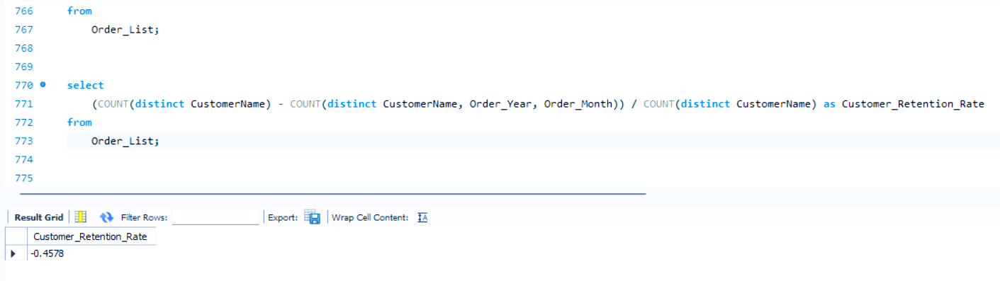 766 from
767 Order_List;
768
769
770 select
771 (COUNT(distinct CustomerName) - COUNT(distinct CustomerName, Order_Year, Order_Month)) / COUNT(distinct CustomerName) as Customer_Retention_Rate
772 from
773 Order_List;
774
775
Result Grid Filter Rows: Export: Wrap Cell Content: IA
Customer_Retention_Rate
-0.4578